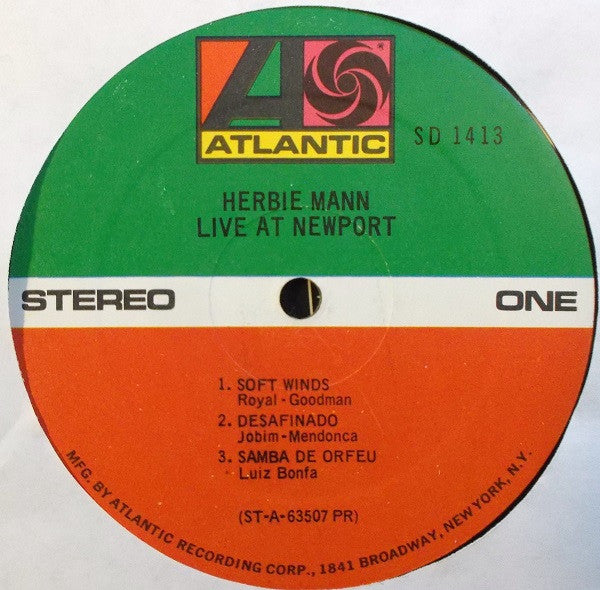 ATLANTIC
SD 1413
HERBIE MANN
LIVE AT NEWPORT
STEREO ONE
1. SOFT WINDS
Royal - Goodman
2. DESAFINADO
Jobim - Mendonca
3. SAMBA DE ORFEU
Luiz Bonfa
(ST-A-63507 PR)
MFG. BY ATLANTIC RECORDING CORP., 1841 BROADWAY, NEW YORK, N.Y.